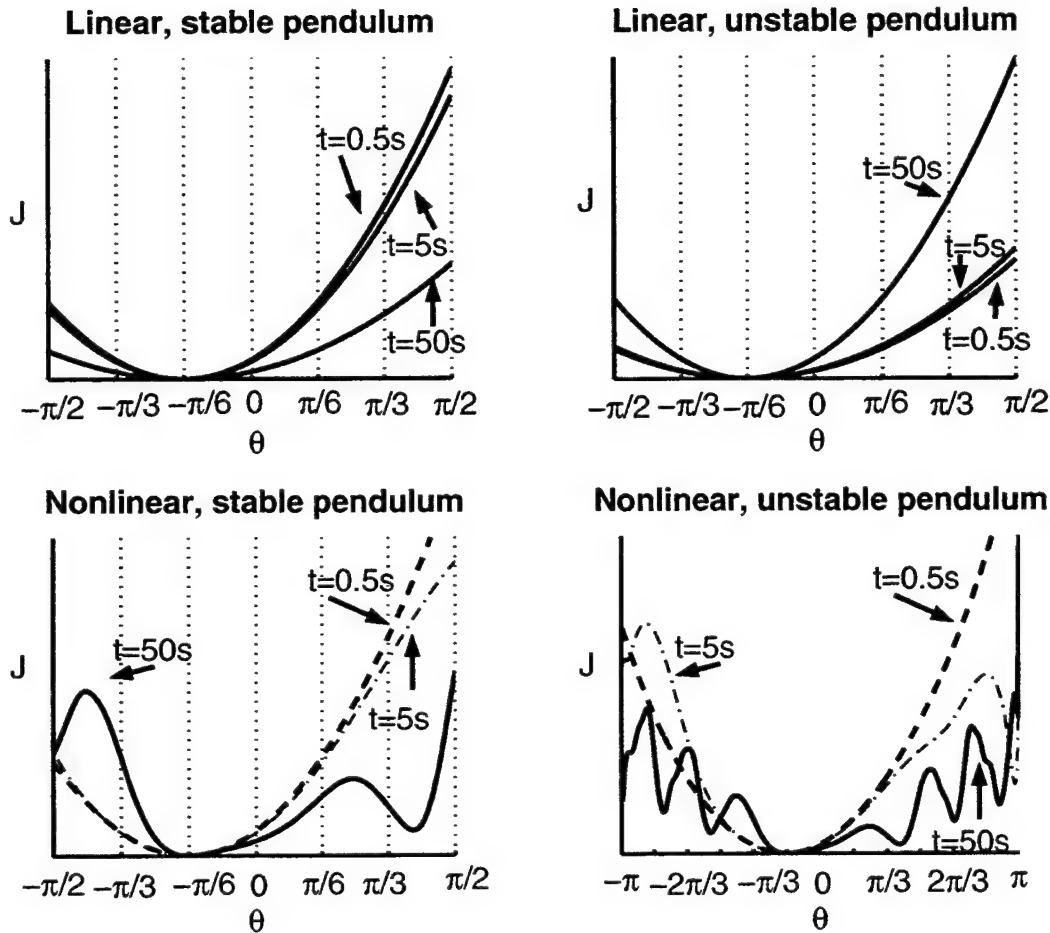 Linear, stable pendulum
t=0.5s
J
t=5s
t=50s
−π/2 −π/3 −π/6 0 π/6 π/3 π/2
θ
Linear, unstable pendulum
t=50s
J
t=5s
t=0.5s
−π/2 −π/3 −π/6 0 π/6 π/3 π/2
θ
Nonlinear, stable pendulum
t=0.5s
t=50s
J
t=5s
−π/2 −π/3 −π/6 0 π/6 π/3 π/2
θ
Nonlinear, unstable pendulum
t=0.5s
t=5s
J
t=50s
−π −2π/3 −π/3 0 π/3 2π/3 π
θ